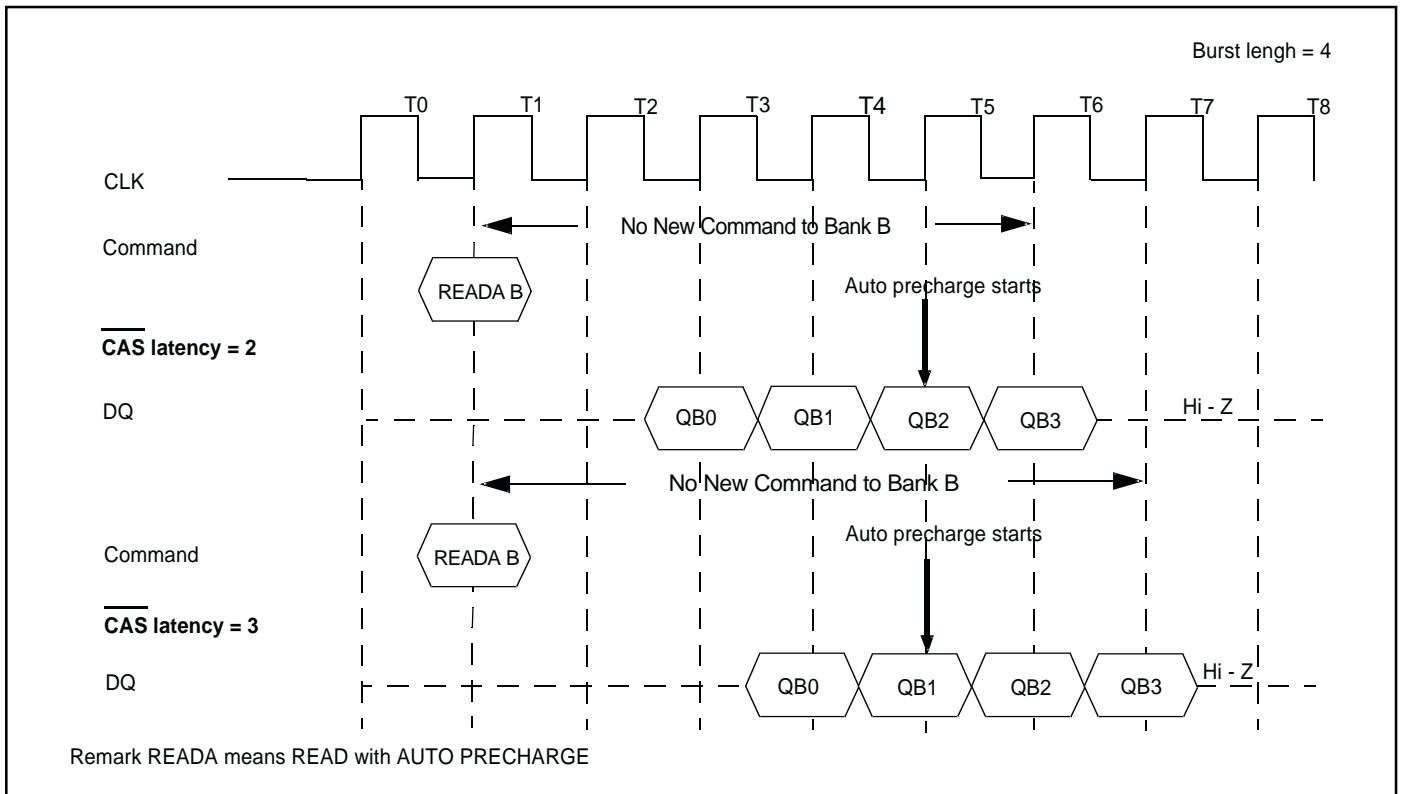 Burst lengh = 4
T0 T1 T2 T3 T4 T5 T6 T7 T8
CLK
No New Command to Bank B
Command
READA B
Auto precharge starts
CAS latency = 2
DQ
QB0 QB1 QB2 QB3 Hi - Z
No New Command to Bank B
Auto precharge starts
Command
READA B
CAS latency = 3
DQ
QB0 QB1 QB2 QB3 Hi - Z
Remark READA means READ with AUTO PRECHARGE